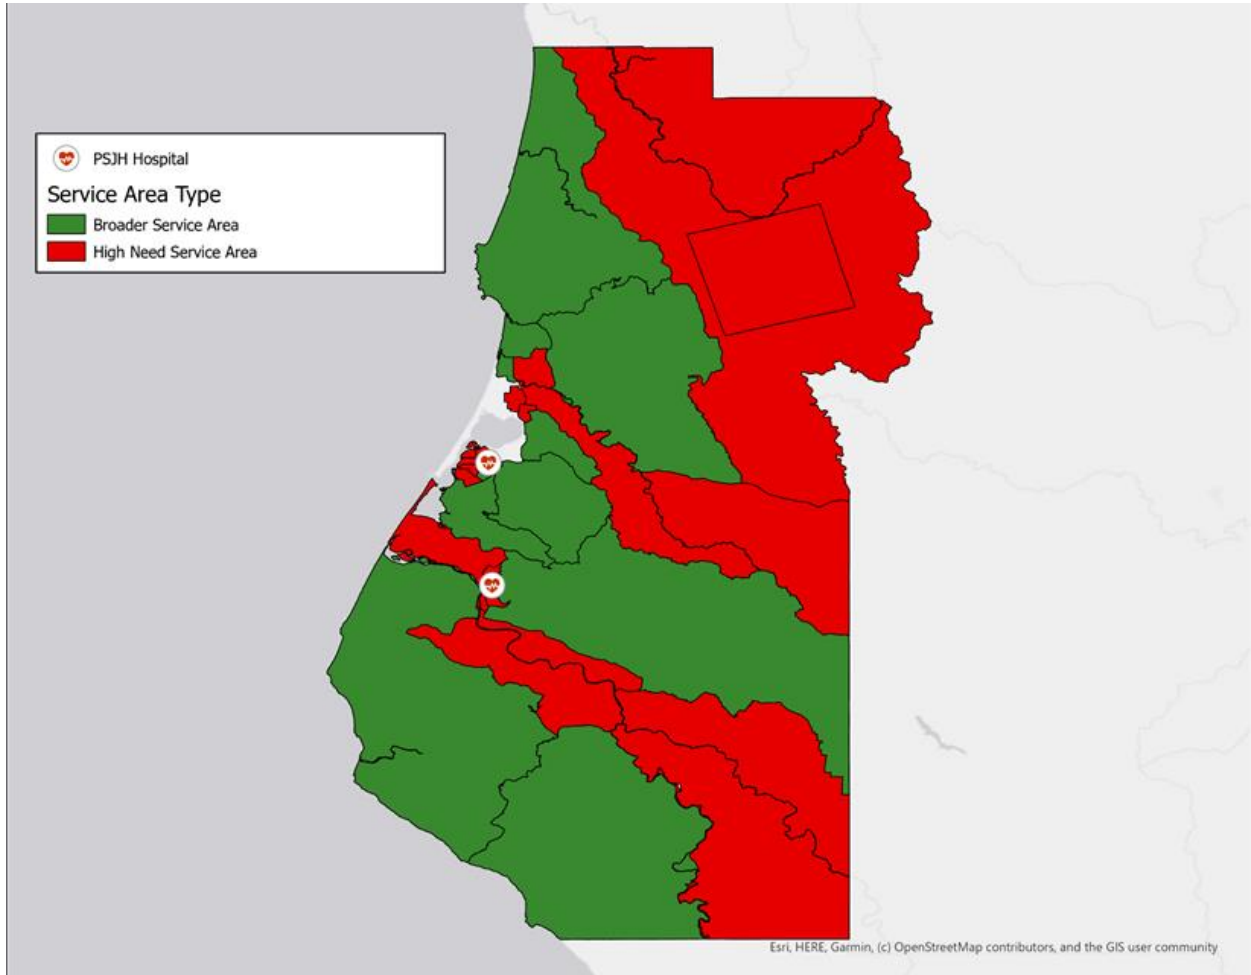 PSJH Hospital
Service Area Type
Broader Service Area
High Need Service Area
Esri, HERE, Garmin, (c) OpenStreetMap contributors, and the GIS user community